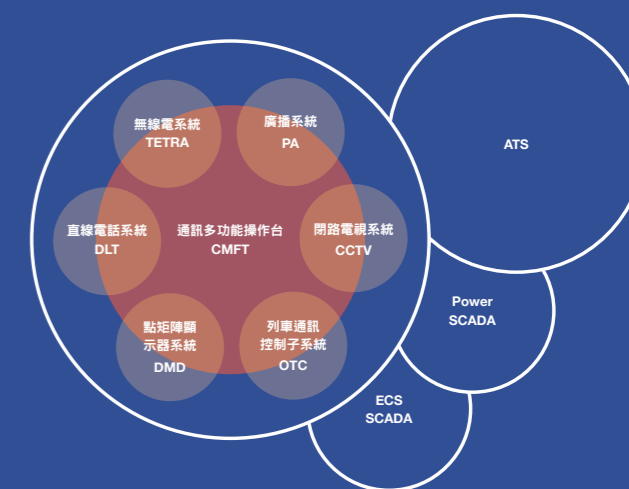 無線電系統
TETRA
廣播系統
PA
ATS
直線電話系統
DLT
通訊多功能操作台
CMFT
閉路電視系統
CCTV
Power
SCADA
點矩陣顯
示器系統
DMD
列車通訊
控制子系統
OTC
ECS
SCADA